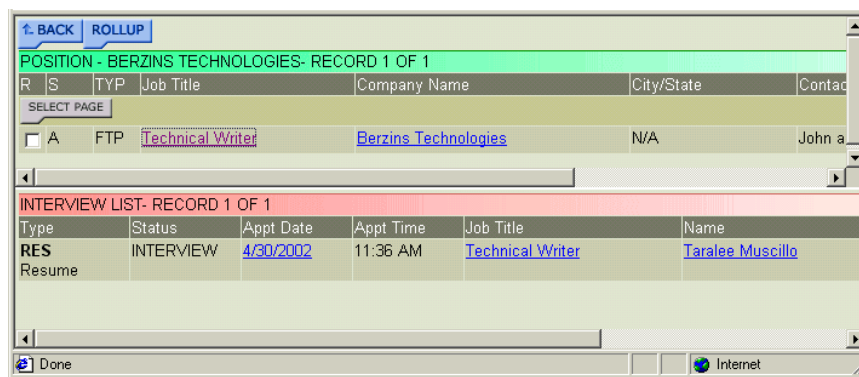 BACK ROLLUP
POSITION - BERZINS TECHNOLOGIES- RECORD 1 OF 1
R S TYP Job Title Company Name City/State Contac
SELECT PAGE
A FTP Technical Writer Berzins Technologies N/A John a
INTERVIEW LIST- RECORD 1 OF 1
Type Status Appt Date Appt Time Job Title Name
RES INTERVIEW 4/30/2002 11:36 AM Technical Writer Taralee Muscillo
Resume
Done Internet